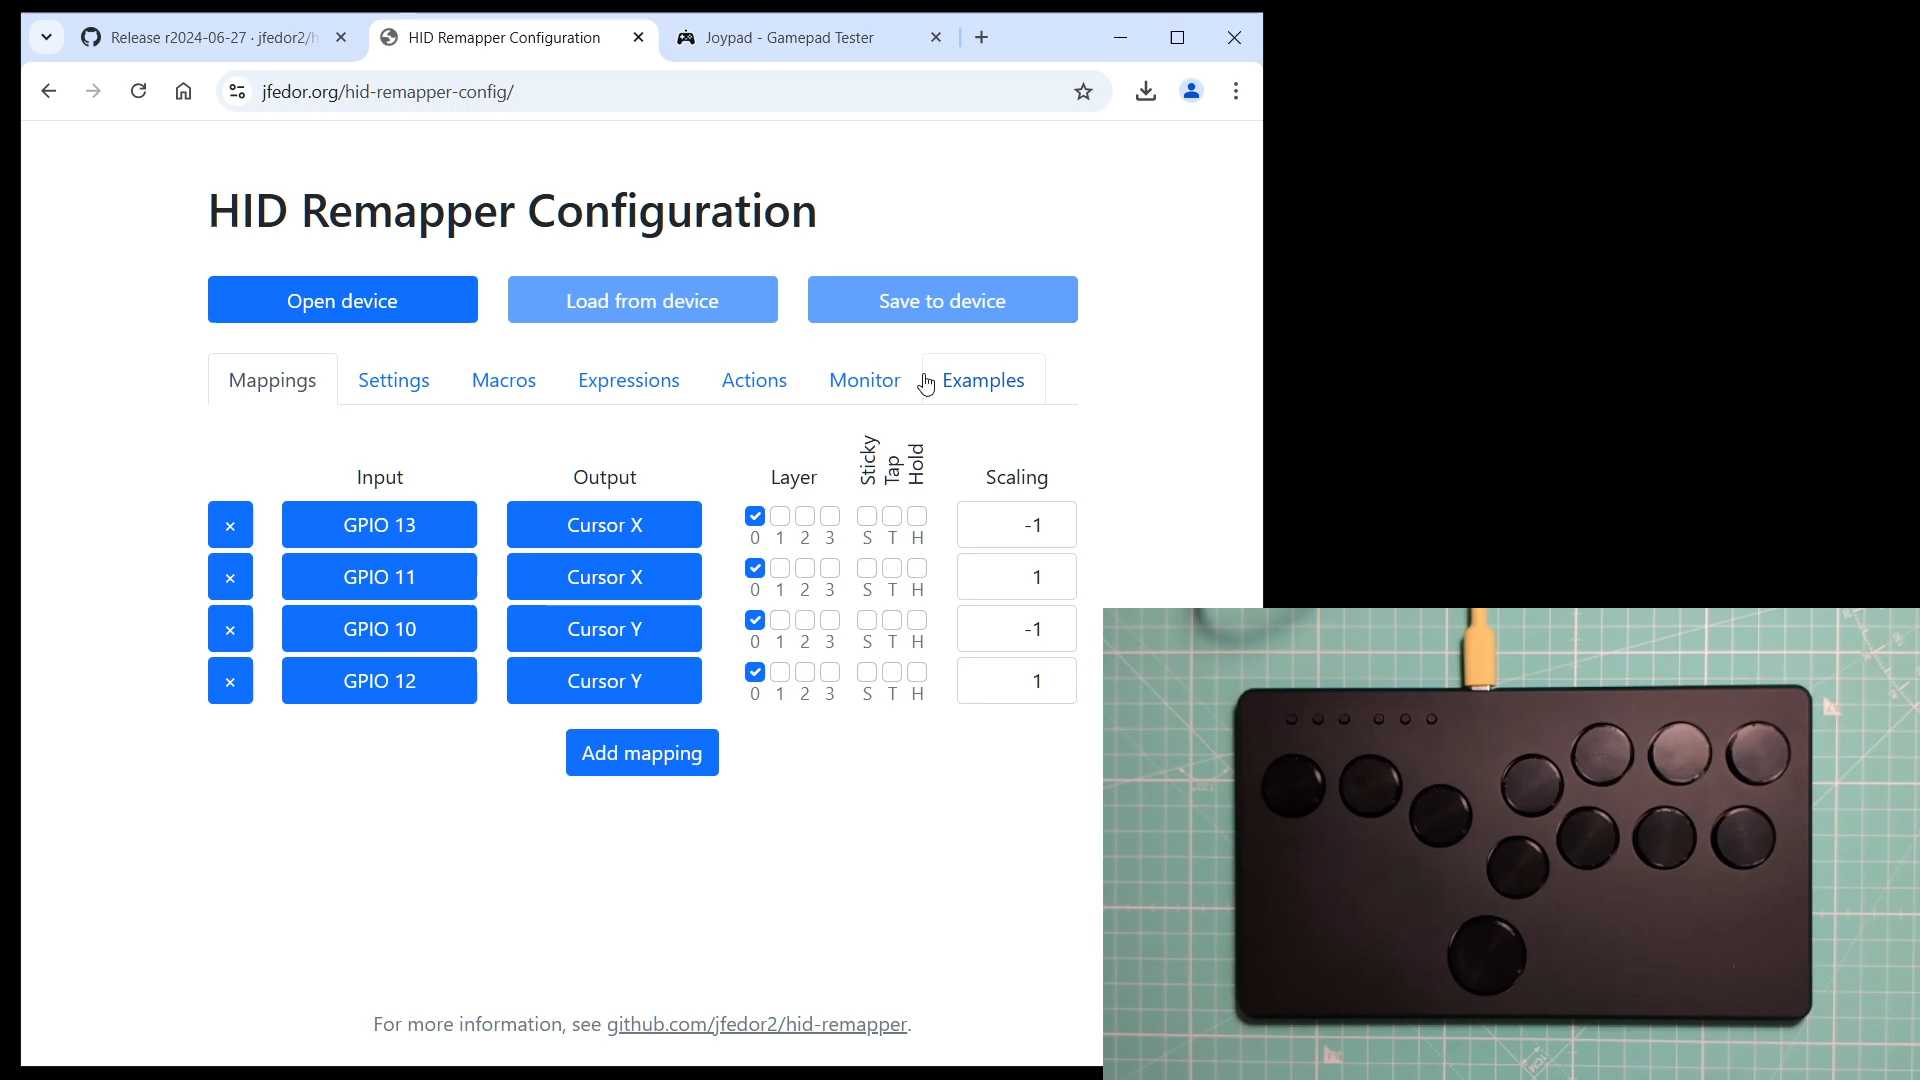 Release r2024-06-27 · jfedor2/h
HID Remapper Configuration
Joypad - Gamepad Tester
jfedor.org/hid-remapper-config/
HID Remapper Configuration
Open device
Load from device
Save to device
Mappings
Settings
Macros
Expressions
Actions
Monitor
Examples
Input
Output
Layer
Sticky
Tap
Hold
Scaling
× GPIO 13 Cursor X -1
0 1 2 3 S T H
× GPIO 11 Cursor X 1
0 1 2 3 S T H
× GPIO 10 Cursor Y -1
0 1 2 3 S T H
× GPIO 12 Cursor Y 1
0 1 2 3 S T H
Add mapping
For more information, see github.com/jfedor2/hid-remapper.